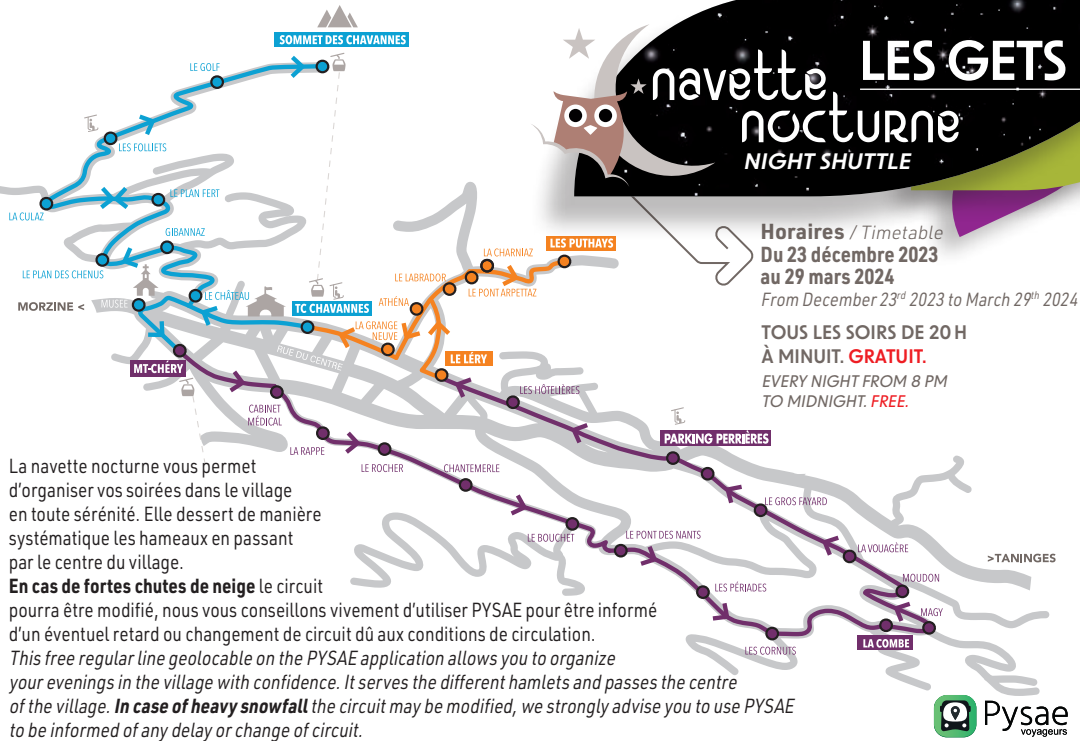 SOMMET DES CHAVANNES
LE GOLF
LES FOLLIETS
LA CULAZ
LE PLAN FERT
GIBANNAZ
LE PLAN DES CHENUS
LE CHÂTEAU
MORZINE <
MUSÉE
TC CHAVANNES
RUE DU CENTRE
MT-CHÉRY
LES PUTHAYS
LA CHARNIAZ
LE LABRADOR
LE PONT ARPETTAZ
ATHÉNA
LA GRANGE
NEUVE
LE LÉRY
LES HÔTELIÈRES
PARKING PERRIÈRES
CABINET
MÉDICAL
LA RAPPE
LE ROCHER
CHANTEMERLE
LE BOUCHET
LE PONT DES NANTS
LE GROS FAYARD
LA VOUAGÈRE
>TANINGES
MOUDON
LES PÉRIADES
MAGY
LES CORNUTS
LA COMBE
LES GETS
navette
nocturne
NIGHT SHUTTLE
Horaires / Timetable
Du 23 décembre 2023
au 29 mars 2024
From December 23rd 2023 to March 29th 2024
TOUS LES SOIRS DE 20 H
À MINUIT. GRATUIT.
EVERY NIGHT FROM 8 PM
TO MIDNIGHT. FREE.
La navette nocturne vous permet
d'organiser vos soirées dans le village
en toute sérénité. Elle dessert de manière
systématique les hameaux en passant
par le centre du village.
En cas de fortes chutes de neige le circuit
pourra être modifié, nous vous conseillons vivement d'utiliser PYSAE pour être informé
d'un éventuel retard ou changement de circuit dû aux conditions de circulation.
This free regular line geolocable on the PYSAE application allows you to organize
your evenings in the village with confidence. It serves the different hamlets and passes the centre
of the village. In case of heavy snowfall the circuit may be modified, we strongly advise you to use PYSAE
to be informed of any delay or change of circuit.
Pysae
voyageurs